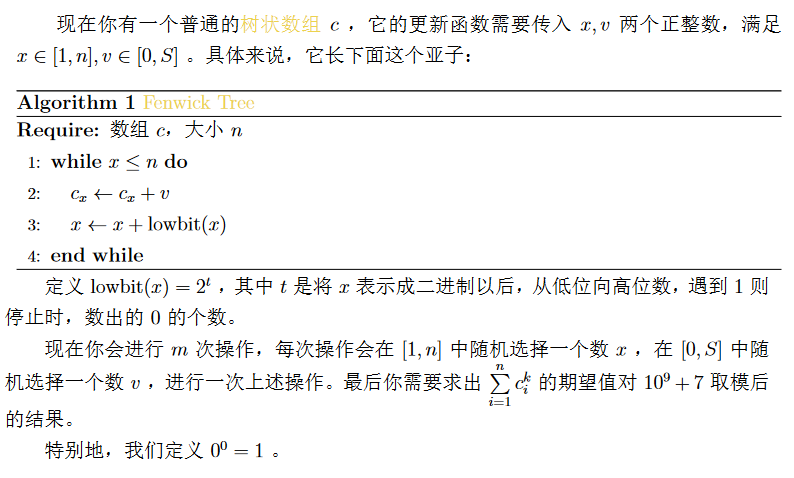 现在你有一个普通的树状数组 c ，它的更新函数需要传入 x, v 两个正整数，满足
x ∈ [1, n], v ∈ [0, S] 。具体来说，它长下面这个亚子：
Algorithm 1 Fenwick Tree
Require: 数组 c，大小 n
1: while x ≤ n do
2: c_x ← c_x + v
3: x ← x + lowbit(x)
4: end while
定义 lowbit(x) = 2^t ，其中 t 是将 x 表示成二进制以后，从低位向高位数，遇到 1 则
停止时，数出的 0 的个数。
现在你会进行 m 次操作，每次操作会在 [1, n] 中随机选择一个数 x ，在 [0, S] 中随
机选择一个数 v ，进行一次上述操作。最后你需要求出 \sum_{i=1}^{n} c_i^k 的期望值对 10^9 + 7 取模后
的结果。
特别地，我们定义 0^0 = 1 。